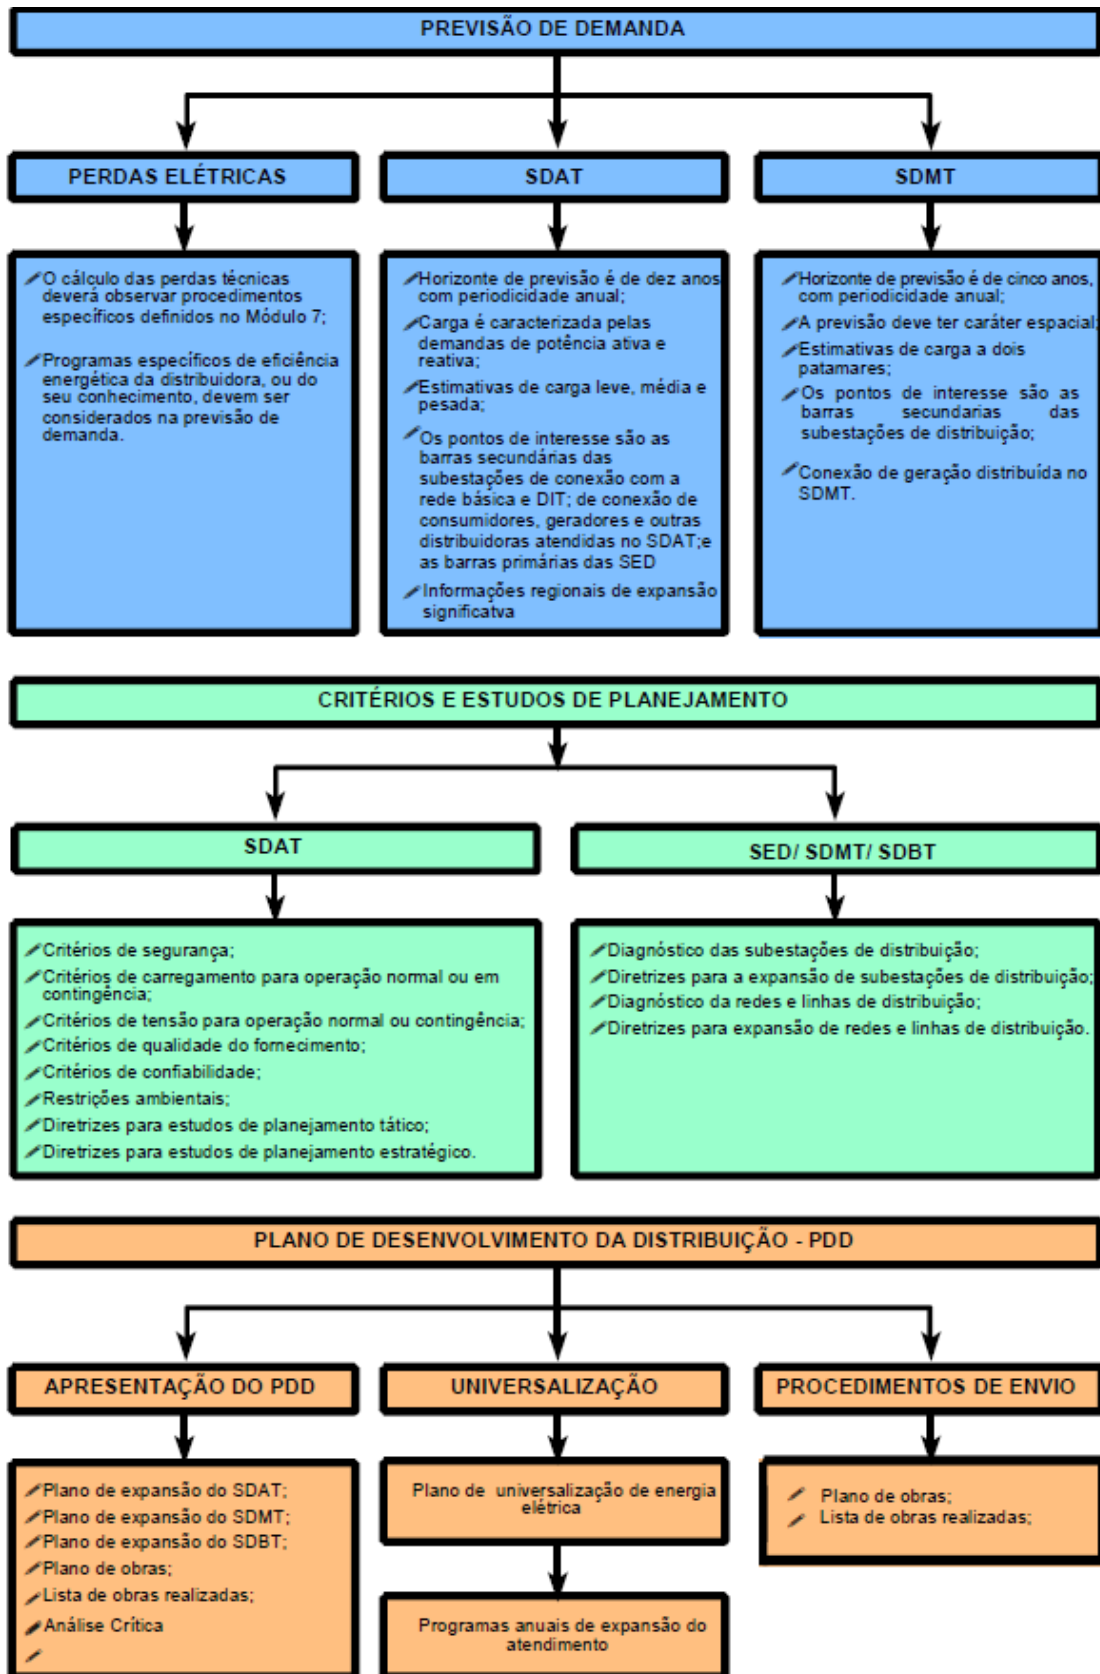 PREVISÃO DE DEMANDA
PERDAS ELÉTRICAS
O cálculo das perdas técnicas
deverá observar procedimentos
específicos definidos no Módulo 7;
Programas específicos de eficiência
energética da distribuidora, ou do
seu conhecimento, devem ser
considerados na previsão de
demanda.
SDAT
Horizonte de previsão é de dez anos
com periodicidade anual;
Carga é caracterizada pelas
demandas de potência ativa e
reativa;
Estimativas de carga leve, média e
pesada;
Os pontos de interesse são as
barras secundárias das
subestações de conexão com a
rede básica e DIT; de conexão de
consumidores, geradores e outras
distribuidoras atendidas no SDAT;e
as barras primárias das SED
Informações regionais de expansão
significatva
SDMT
Horizonte de previsão é de cinco anos,
com periodicidade anual;
A previsão deve ter caráter espacial;
Estimativas de carga a dois
patamares;
Os pontos de interesse são as
barras secundarias das
subestações de distribuição;
Conexão de geração distribuída no
SDMT.
CRITÉRIOS E ESTUDOS DE PLANEJAMENTO
SDAT
Critérios de segurança;
Critérios de carregamento para operação normal ou em
contingência;
Critérios de tensão para operação normal ou contingência;
Critérios de qualidade do fornecimento;
Critérios de confiabilidade;
Restrições ambientais;
Diretrizes para estudos de planejamento tático;
Diretrizes para estudos de planejamento estratégico.
SED/ SDMT/ SDBT
Diagnóstico das subestações de distribuição;
Diretrizes para a expansão de subestações de distribuição;
Diagnóstico da redes e linhas de distribuição;
Diretrizes para expansão de redes e linhas de distribuição.
PLANO DE DESENVOLVIMENTO DA DISTRIBUIÇÃO - PDD
APRESENTAÇÃO DO PDD
Plano de expansão do SDAT;
Plano de expansão do SDMT;
Plano de expansão do SDBT;
Plano de obras;
Lista de obras realizadas;
Análise Crítica
UNIVERSALIZAÇÃO
Plano de universalização de energia
elétrica
Programas anuais de expansão do
atendimento
PROCEDIMENTOS DE ENVIO
Plano de obras;
Lista de obras realizadas;